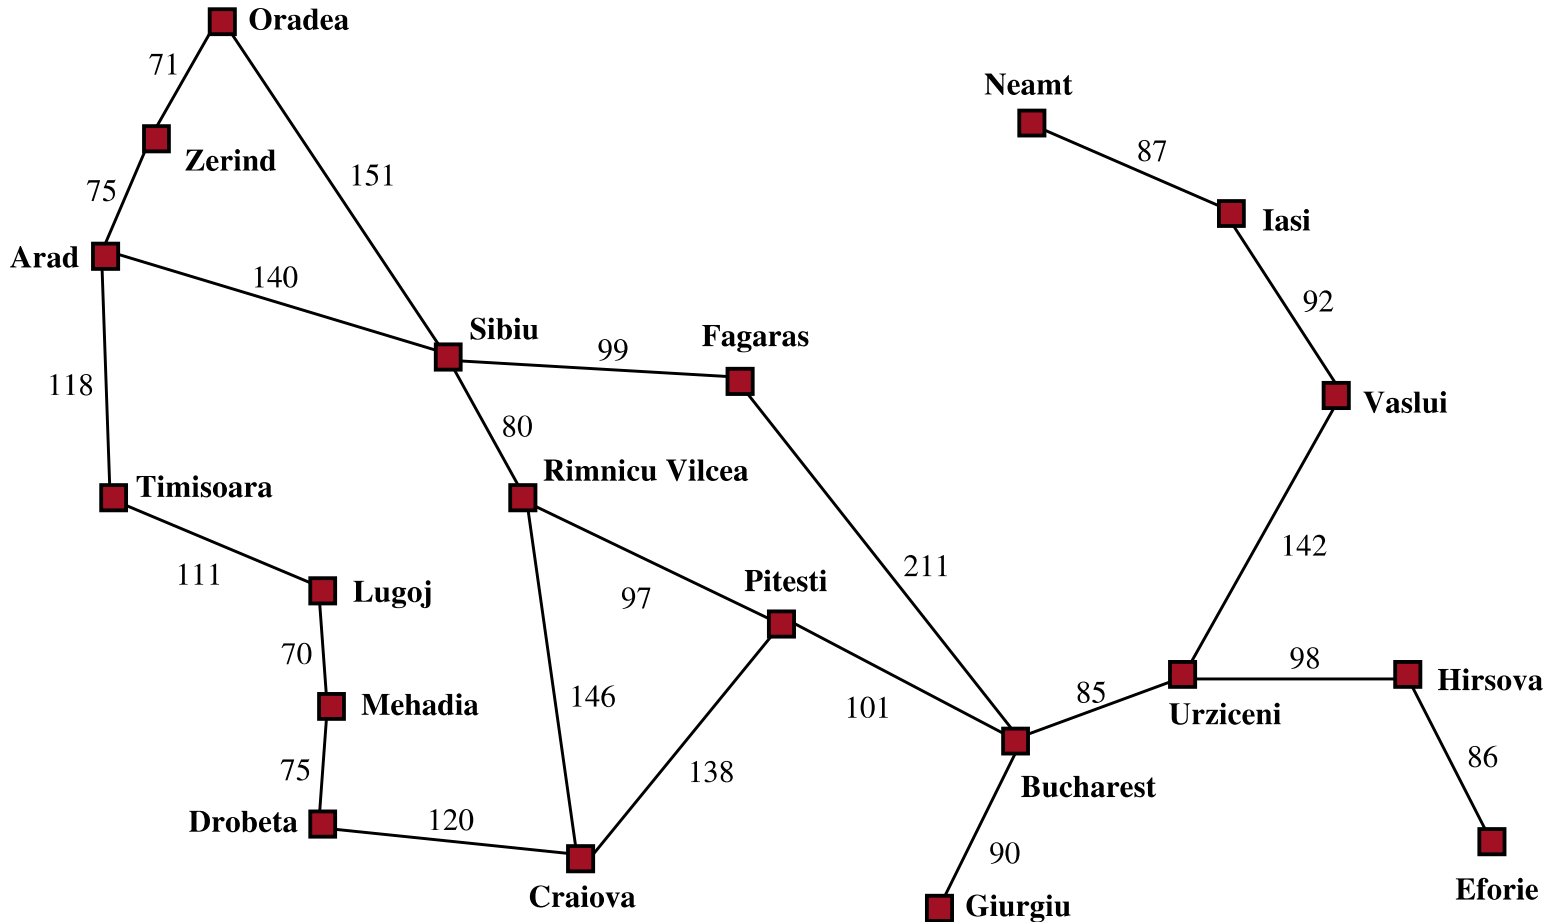 Oradea
71
Neamt
87
Zerind
151
75
Iasi
Arad
140
92
Sibiu
Fagaras
99
118
Vaslui
80
Rimnicu Vilcea
Timisoara
142
211
111
Pitesti
Lugoj
97
70
98
Hirsova
85
Mehadia
146
101
Urziceni
86
75
138
Bucharest
Drobeta
120
90
Eforie
Craiova
Giurgiu